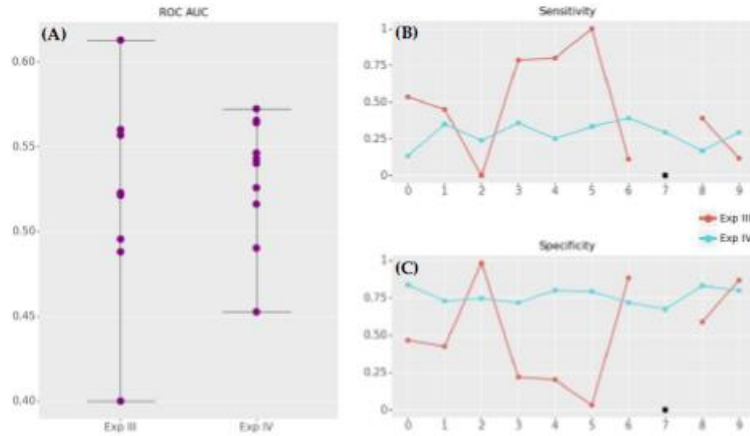 ROC AUC
(A)
0.60
0.55
0.50
0.45
0.40
Exp III
Exp IV
Sensitivity
(B)
1
0.75
0.50
0.25
0
0 1 2 3 4 5 6 7 8 9
Exp III
Exp IV
Specificity
(C)
1
0.75
0.50
0.25
0
0 1 2 3 4 5 6 7 8 9